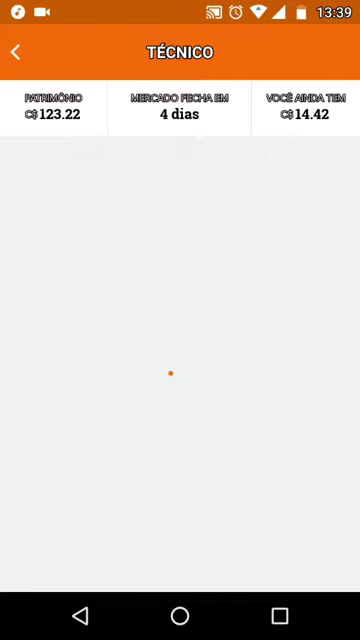 13:39
TÉCNICO
PATRIMÔNIO
C$ 123.22
MERCADO FECHA EM
4 dias
VOCÊ AINDA TEM
C$ 14.42